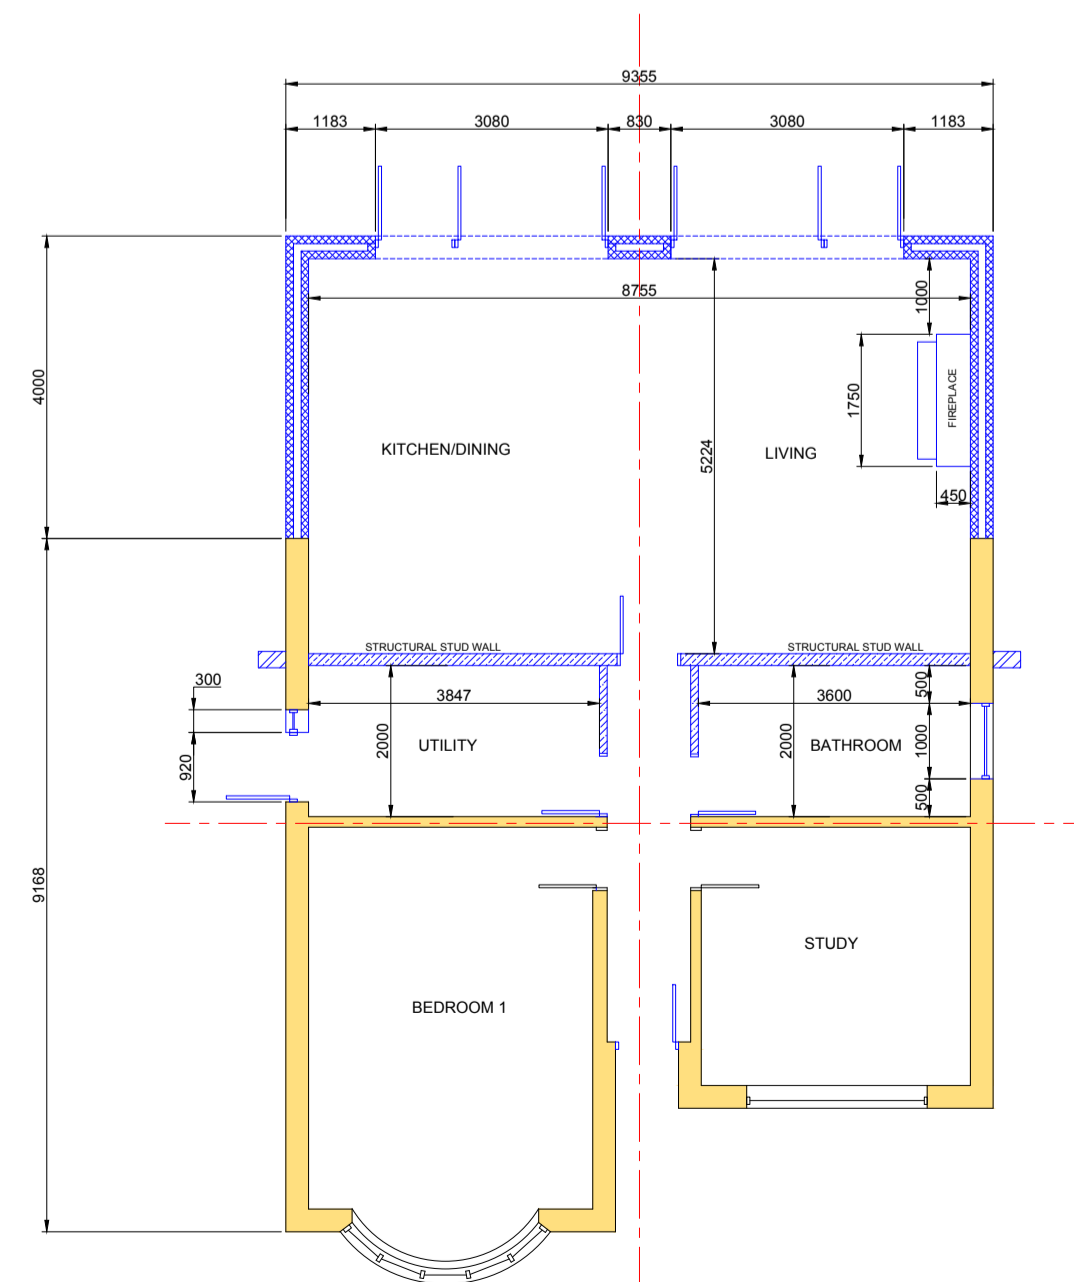 9355
1183
3080
830
3080
1183
8755
1000
4000
1750
FIREPLACE
KITCHEN/DINING
LIVING
5224
450
STRUCTURAL STUD WALL
STRUCTURAL STUD WALL
300
3847
3600
500
2000
UTILITY
2000
BATHROOM
1000
920
500
9168
STUDY
BEDROOM 1